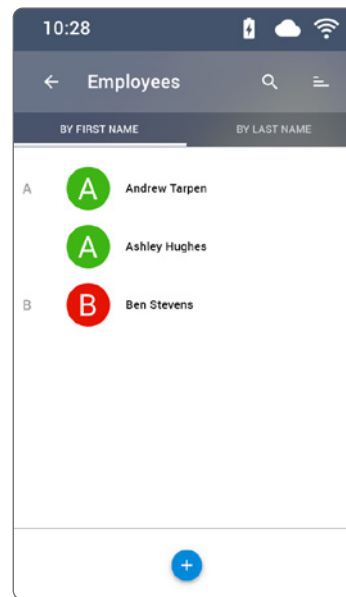 10:28
Employees
BY FIRST NAME BY LAST NAME
A A Andrew Tarpen
A Ashley Hughes
B B Ben Stevens
+